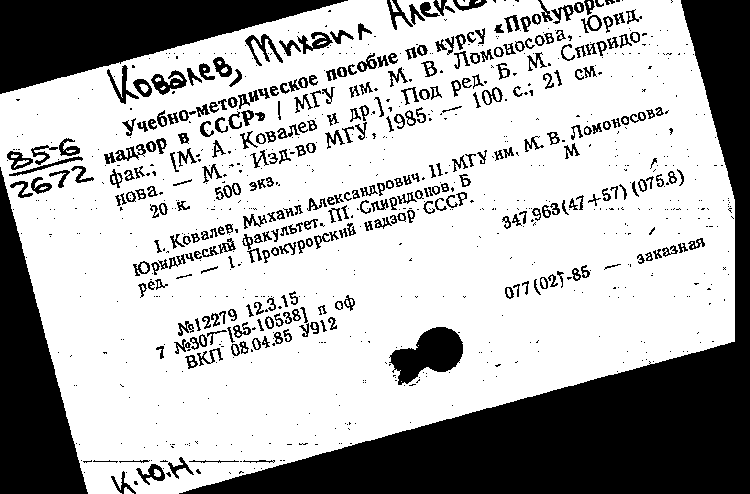 Ковалев, Михаил
Учебно-методическое пособие по курсу «Прокурорский
надзор в СССР» / МГУ им. М. В. Ломоносова, Юрид.
фак.; [М. А. Ковалев и др.]; Под ред. Б. М. Спиридо-
нова. — М. : Изд-во МГУ, 1985. — 100 с.; 21 см.
20 к. 500 экз.
85-6
2672
I. Ковалев, Михаил Александрович. II. МГУ им. М. В. Ломоносова.
Юридический факультет. III. Спиридонов, Б М ,
ред. — — 1. Прокурорский надзор СССР.
347.963(47+57)(075.8)
№12279 12.3.15
7 №307 [85-10538] п оф
ВКП 08.04.85 У912
077(02)-85 — заказная
К.Ю.Н.